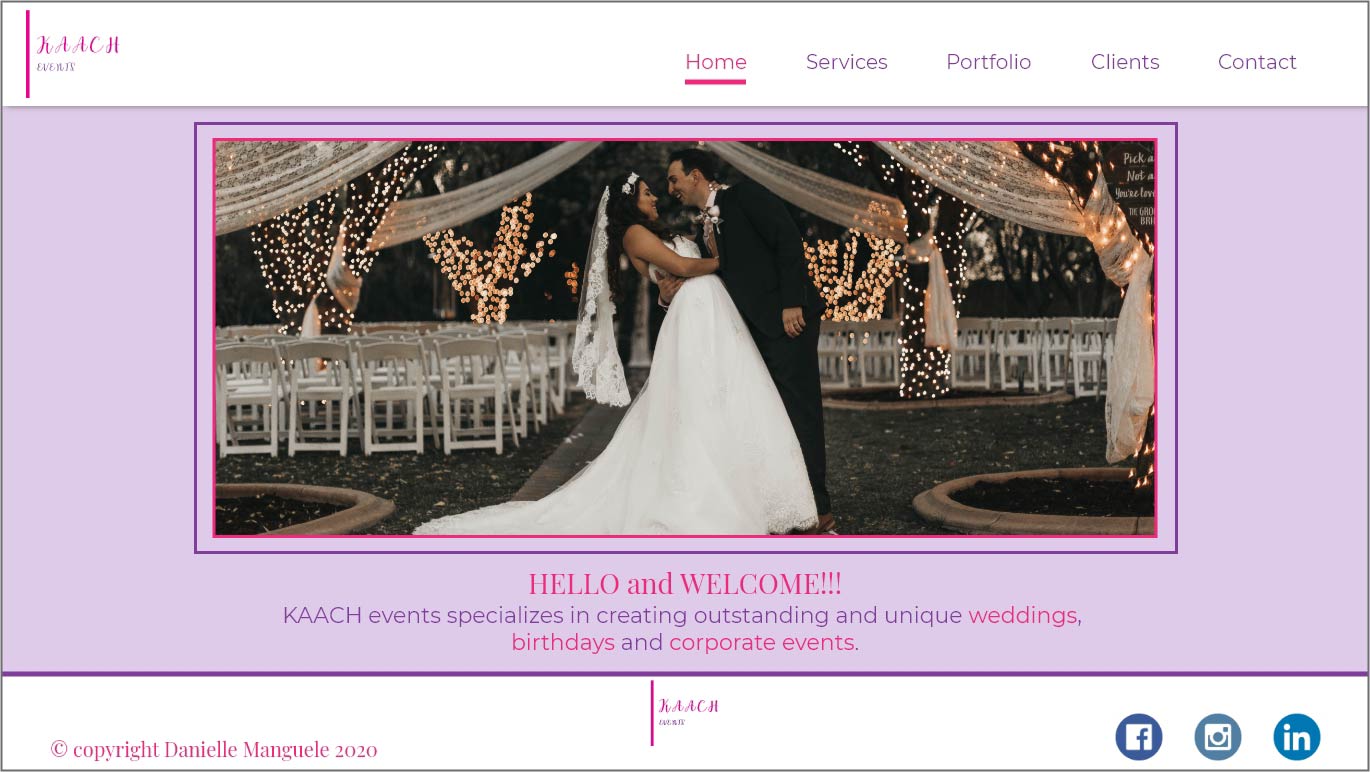 KAACH
EVENTS
Home Services Portfolio Clients Contact
Pick a
Not a
You're love
THE GRO
BRI
HELLO and WELCOME!!!
KAACH events specializes in creating outstanding and unique weddings,
birthdays and corporate events.
KAACH
EVENTS
© copyright Danielle Manguele 2020